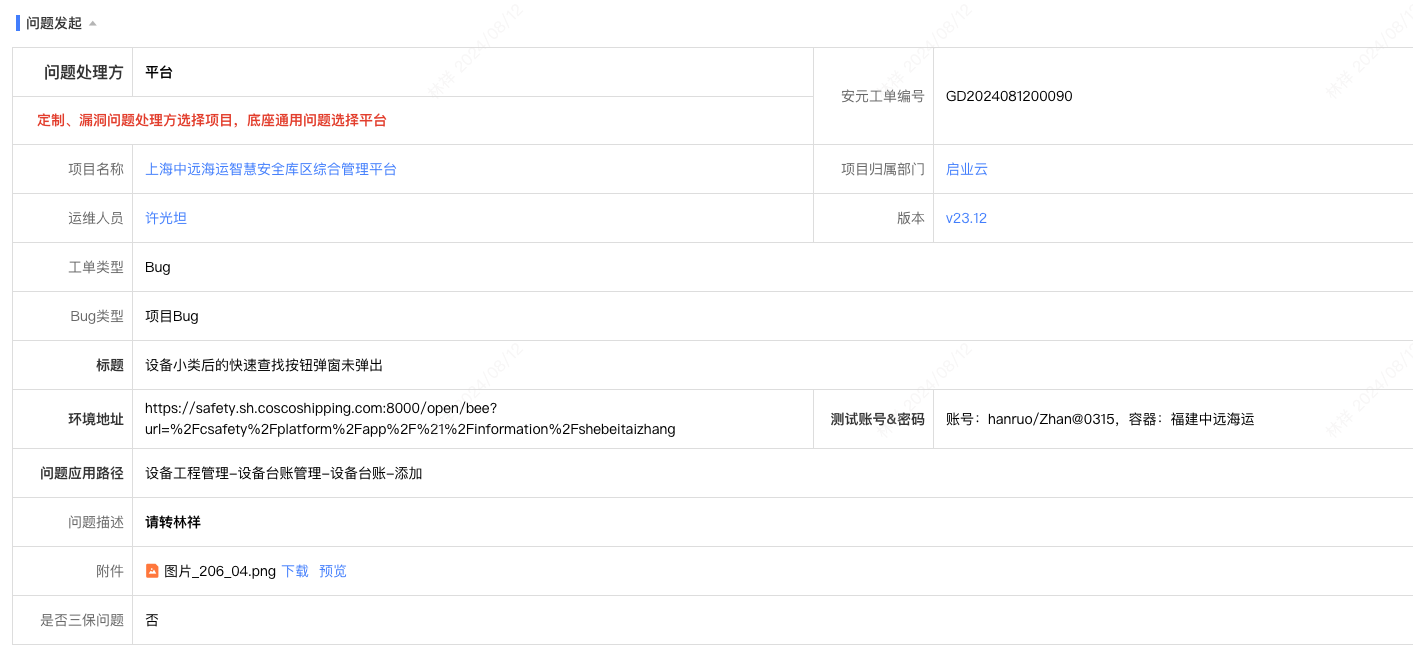 问题发起
问题处理方 平台
安元工单编号 GD2024081200090
定制、漏洞问题处理方选择项目，底座通用问题选择平台
项目名称 上海中远海运智慧安全库区综合管理平台 项目归属部门 启业云
运维人员 许光坦 版本 v23.12
工单类型 Bug
Bug类型 项目Bug
标题 设备小类后的快速查找按钮弹窗未弹出
环境地址 https://safety.sh.coscoshipping.com:8000/open/bee?
url=%2Fcsafety%2Fplatform%2Fapp%2F%21%2Finformation%2Fshebeitaizhang
测试账号&密码 账号：hanruo/Zhan@0315，容器：福建中远海运
问题应用路径 设备工程管理–设备台账管理–设备台账–添加
问题描述 请转林祥
附件 图片_206_04.png 下载 预览
是否三保问题 否
林祥 2024/08/12
林祥 2024/08/12
林祥 2024/08/12